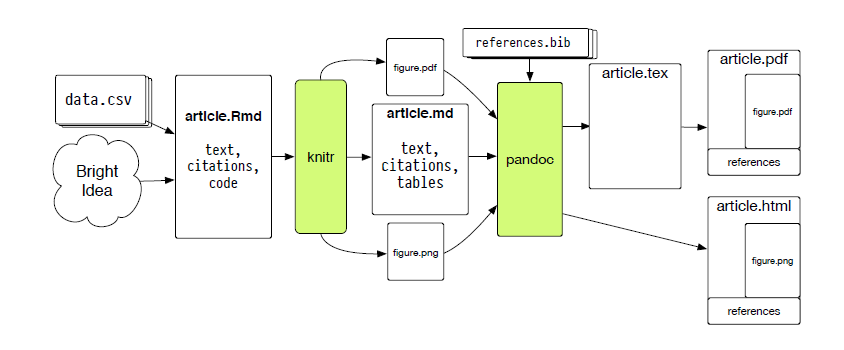 data.csv
Bright
Idea
article.Rmd
text,
citations,
code
knitr
figure.pdf
article.md
text,
citations,
tables
figure.png
references.bib
pandoc
article.tex
article.pdf
figure.pdf
references
article.html
figure.png
references